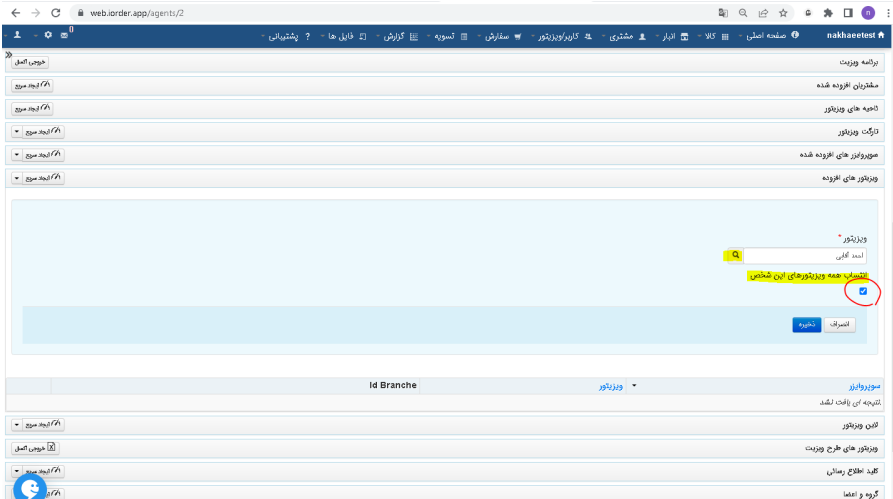 web.iorder.app/agents/2
nakhaeetest صفحه اصلی کالا انبار مشتری کاربر/ویزیتور سفارش تسویه گزارش فایل ها پشتیبانی
برنامه ویزیت خروجی اکسل
مشتریان افزوده شده ایجاد سریع
ناحیه های ویزیتور ایجاد سریع
تارگت ویزیتور ایجاد سریع
سوپروایزر های افزوده شده ایجاد سریع
ویزیتور های افزوده ایجاد سریع
ویزیتور *
احمد آقایی
انتساب همه ویزیتورهای این شخص
ذخیره انصراف
سوپروایزر ویزیتور Id Branche
نتیجه ای یافت نشد.
لاین ویزیتور ایجاد سریع
ویزیتور های طرح ویزیت خروجی اکسل
کلید اطلاع رسانی ایجاد سریع
گروه و اعضا